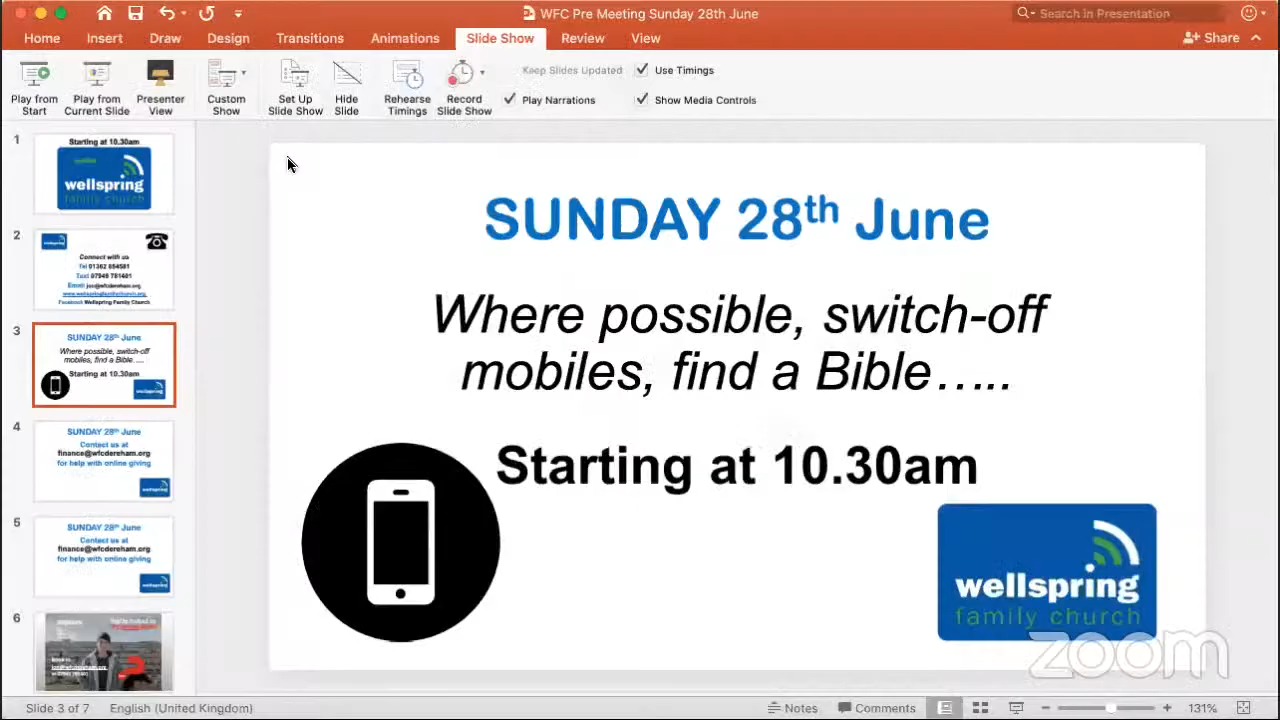 WFC Pre Meeting Sunday 28th June
Search in Presentation
Home Insert Draw Design Transitions Animations Slide Show Review View
Share
Play from Start
Play from Current Slide
Presenter View
Custom Show
Set Up Slide Show
Hide Slide
Rehearse Timings
Record Slide Show
Keep Slides Updated
Use Timings
Play Narrations
Show Media Controls
1
Starting at 10.30am
wellspring
family church
2
wellspring
Connect with us
Email
Facebook Wellspring Family Church
3
SUNDAY 28th June
Where possible, switch-off
mobiles, find a Bible.....
Starting at 10.30am
wellspring
4
SUNDAY 28th June
Contact us at
finance@wfcdereham.org
for help with online giving
wellspring
5
SUNDAY 28th June
Contact us at
finance@wfcdereham.org
for help with online giving
wellspring
6
SUNDAY 28th June
Where possible, switch-off
mobiles, find a Bible…..
Starting at 10.30am
wellspring
family church
zoom
Slide 3 of 7
English (United Kingdom)
Notes
Comments
131%